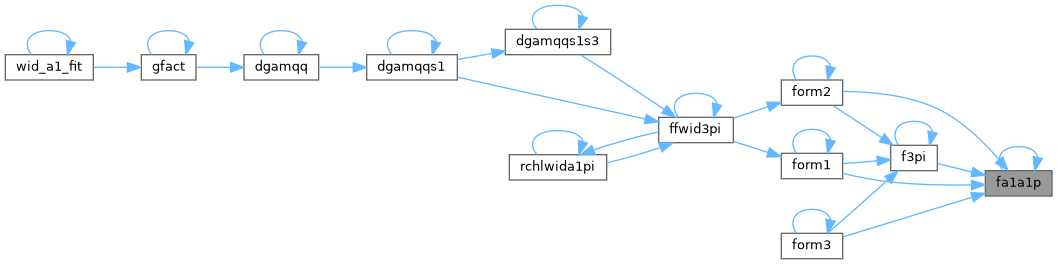 wid_a1_fit
gfact
dgamqq
dgamqqs1
dgamqqs1s3
rchlwida1pi
ffwid3pi
form2
form1
form3
f3pi
fa1a1p